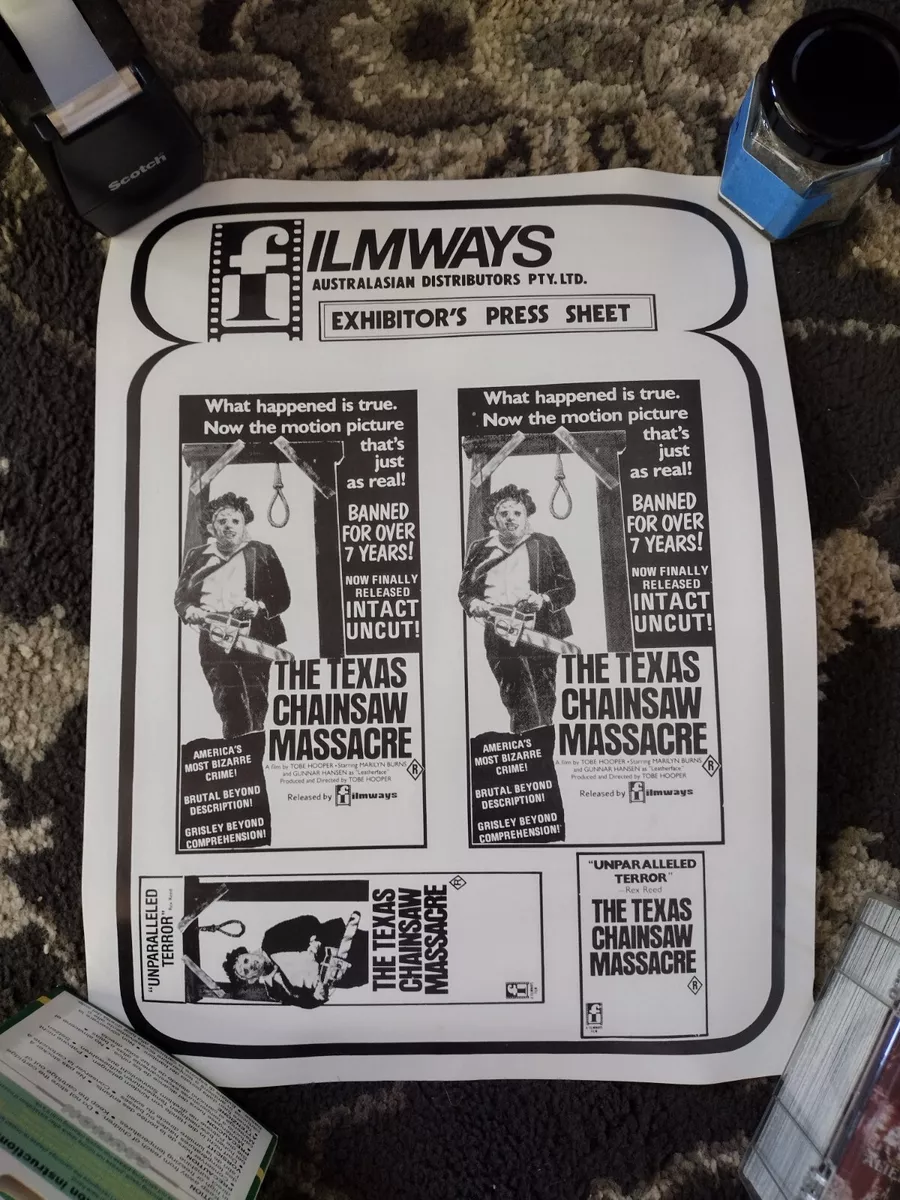 Scotch
fILMWAYS
AUSTRALASIAN DISTRIBUTORS PTY. LTD.
EXHIBITOR'S PRESS SHEET
What happened is true.
Now the motion picture
that's
just
as real!
BANNED
FOR OVER
7 YEARS!
NOW FINALLY
RELEASED
INTACT
UNCUT!
THE TEXAS
CHAINSAW
MASSACRE
A film by TOBE HOOPER • Starring MARILYN BURNS
and GUNNAR HANSEN as "Leatherface"
Produced and Directed by TOBE HOOPER
R
Released by filmways
AMERICA'S
MOST BIZARRE
CRIME!
BRUTAL BEYOND
DESCRIPTION!
GRISLEY BEYOND
COMPREHENSION!
What happened is true.
Now the motion picture
that's
just
as real!
BANNED
FOR OVER
7 YEARS!
NOW FINALLY
RELEASED
INTACT
UNCUT!
THE TEXAS
CHAINSAW
MASSACRE
A film by TOBE HOOPER • Starring MARILYN BURNS
and GUNNAR HANSEN as "Leatherface"
Produced and Directed by TOBE HOOPER
R
Released by filmways
AMERICA'S
MOST BIZARRE
CRIME!
BRUTAL BEYOND
DESCRIPTION!
GRISLEY BEYOND
COMPREHENSION!
"UNPARALLELED
TERROR"
Rex Reed
THE TEXAS
CHAINSAW
MASSACRE
R
"UNPARALLELED
TERROR"
—Rex Reed
THE TEXAS
CHAINSAW
MASSACRE
R